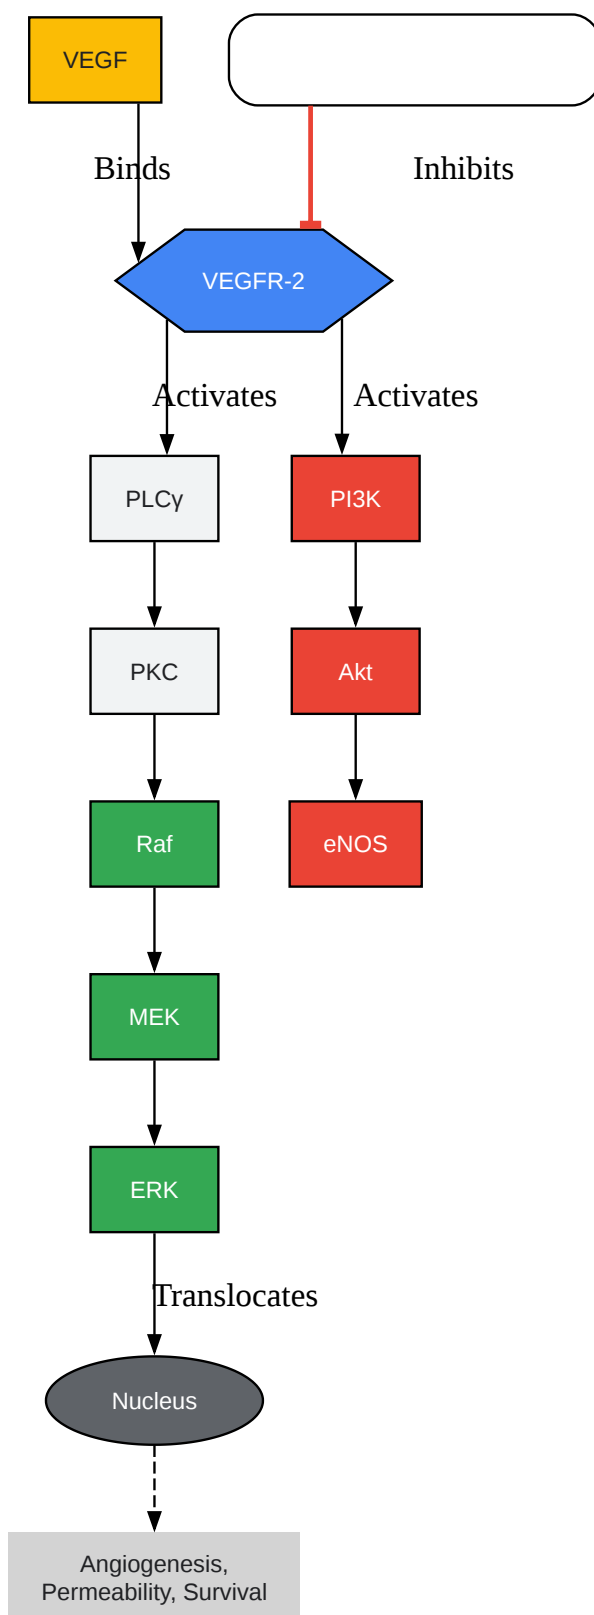 VEGF
Binds
Inhibits
VEGFR-2
Activates
Activates
PLCγ
PI3K
PKC
Akt
Raf
eNOS
MEK
ERK
Translocates
Nucleus
Angiogenesis,
Permeability, Survival